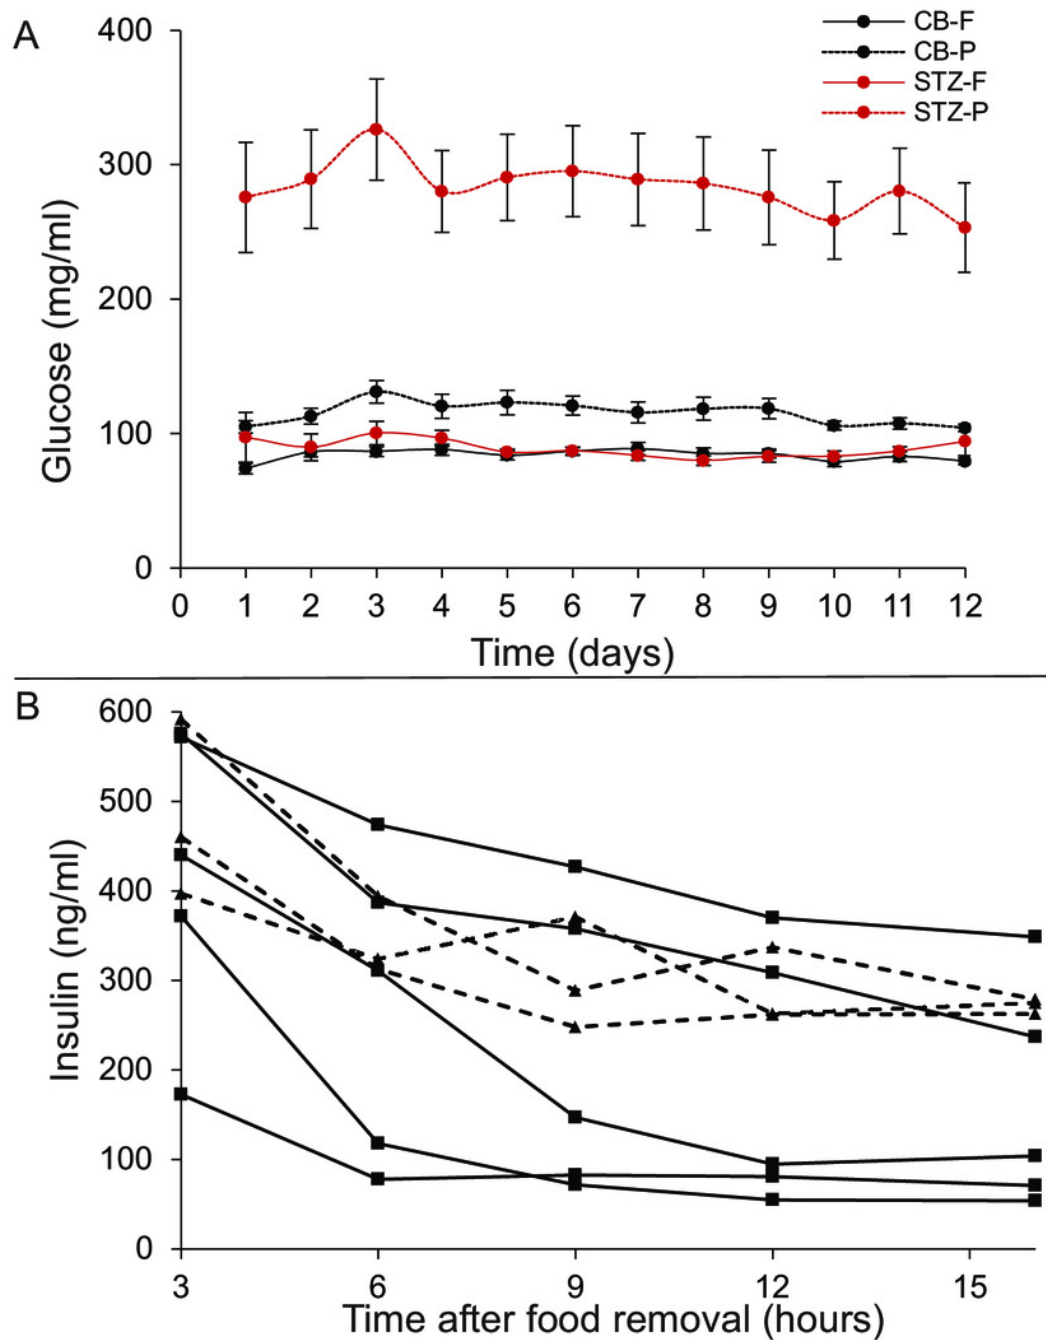 A
400
300
200
100
0
Glucose (mg/ml)
CB-F
CB-P
STZ-F
STZ-P
0 1 2 3 4 5 6 7 8 9 10 11 12
Time (days)
B
600
500
400
300
200
100
0
Insulin (ng/ml)
3 6 9 12 15
Time after food removal (hours)